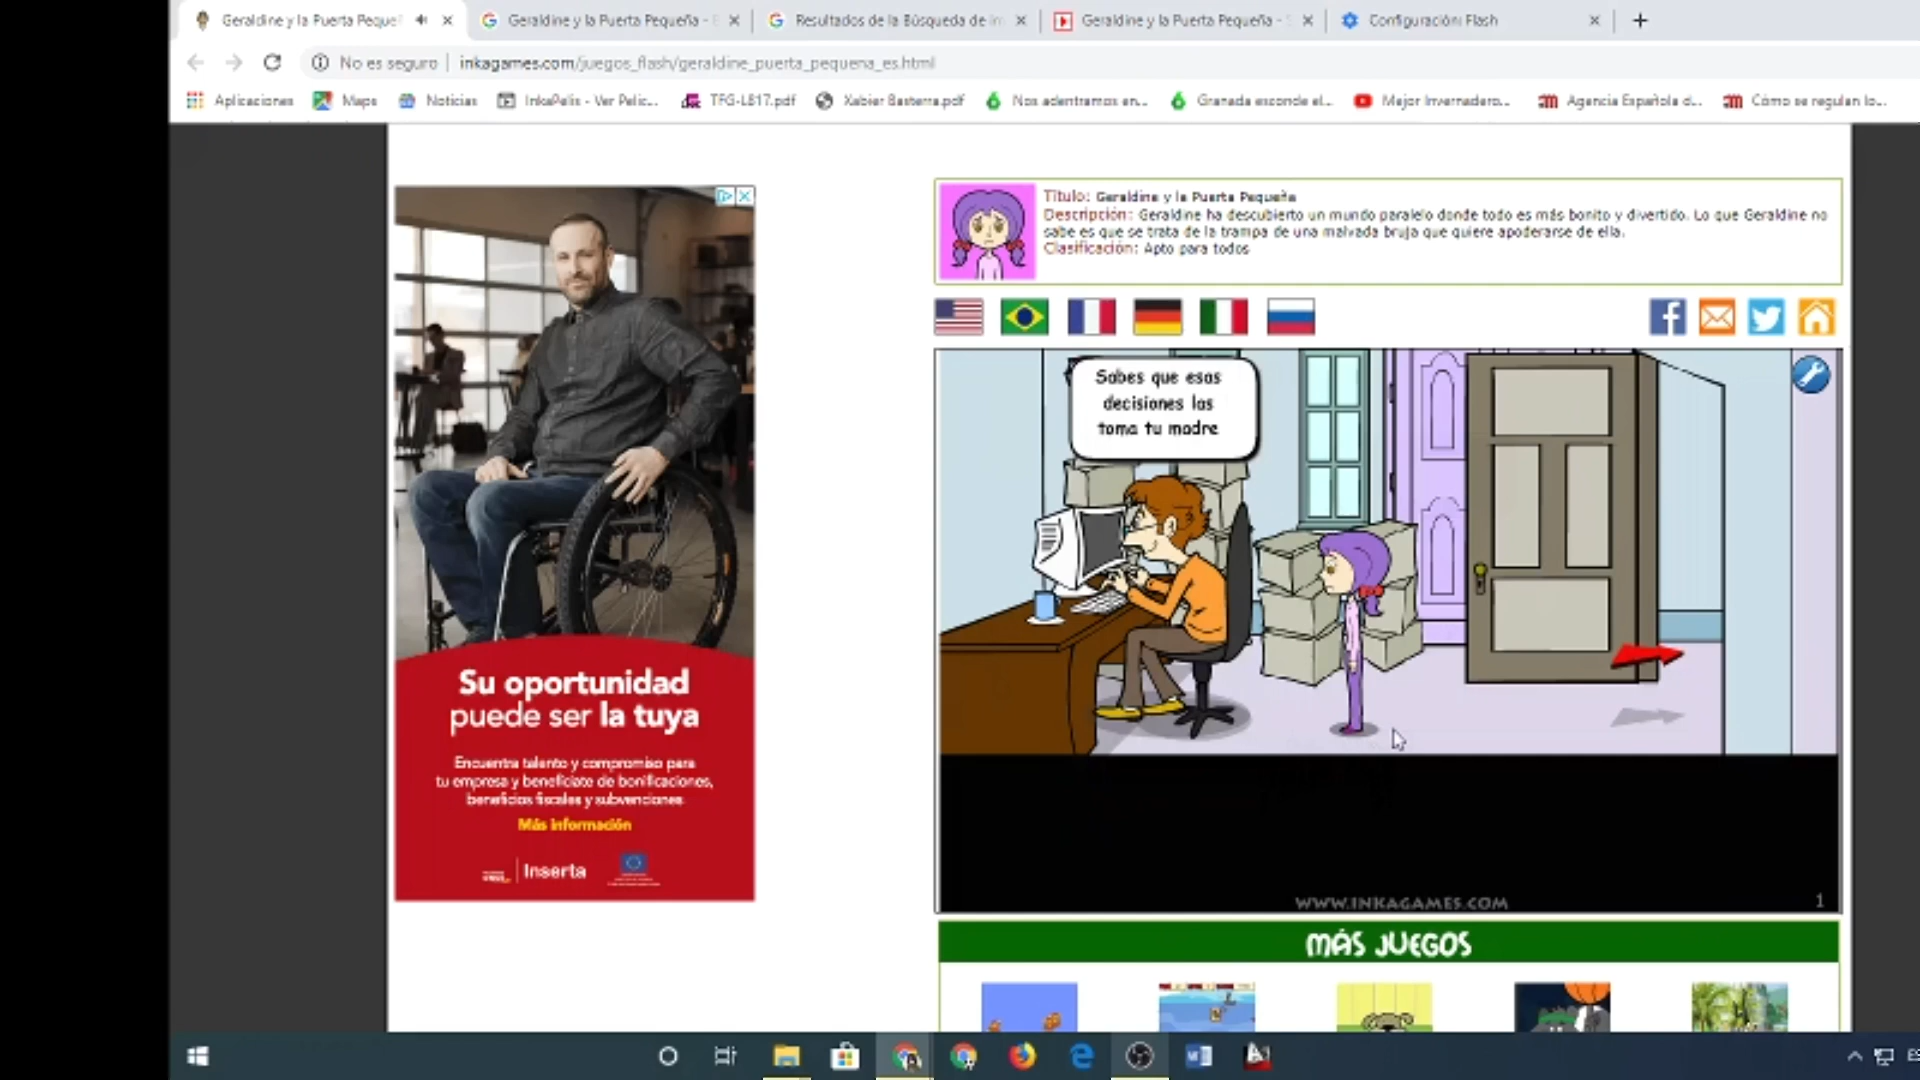 Geraldine y la Puerta Peque
Geraldine y la Puerta Pequeña -
Resultados de la Búsqueda de im
Geraldine y la Puerta Pequeña -
Configuración Flash
No es seguro
inkagames.com/juegos_flash/geraldine_puerta_pequena_es.html
Aplicaciones
Maps
Noticias
InkaPelis - Ver Pelic...
TFG-L817.pdf
Xabier Basterra.pdf
Nos adentramos en...
Granada esconde el...
Mejor Invernadero...
Agencia Española d...
Cómo se regulan lo...
Título: Geraldine y la Puerta Pequeña
Descripción: Geraldine ha descubierto un mundo paralelo donde todo es más bonito y divertido. Lo que Geraldine no
sabe es que se trata de la trampa de una malvada bruja que quiere apoderarse de ella.
Clasificación: Apto para todos
Sabes que esas
decisiones las
toma tu madre
Su oportunidad
puede ser la tuya
Encuentra talento y compromiso para
tu empresa y benefíciate de bonificaciones,
beneficios fiscales y subvenciones
Más información
Inserta
WWW.INKAGAMES.COM
1
MÁS JUEGOS